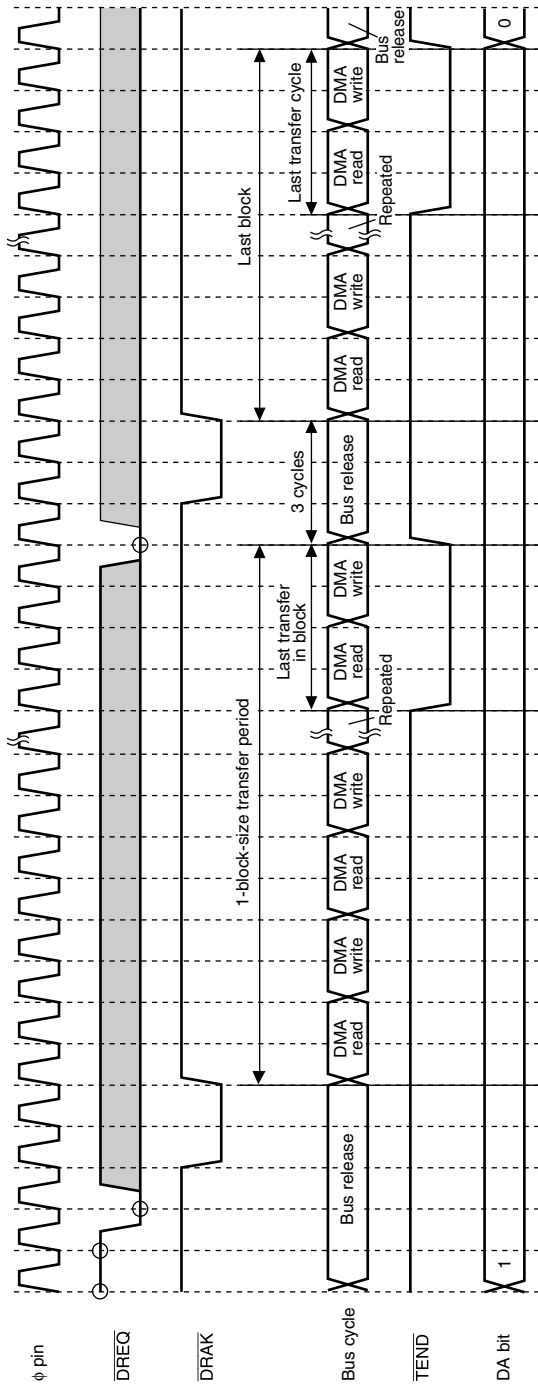 φ pin
DREQ
DRAK
1-block-size transfer period
Last transfer
in block
3 cycles
Last block
Last transfer cycle
Bus cycle
Bus release
DMA
read
DMA
write
DMA
read
DMA
write
Repeated
DMA
read
DMA
write
Bus release
DMA
read
DMA
write
Repeated
DMA
read
DMA
write
Bus
release
TEND
DA bit
1
0